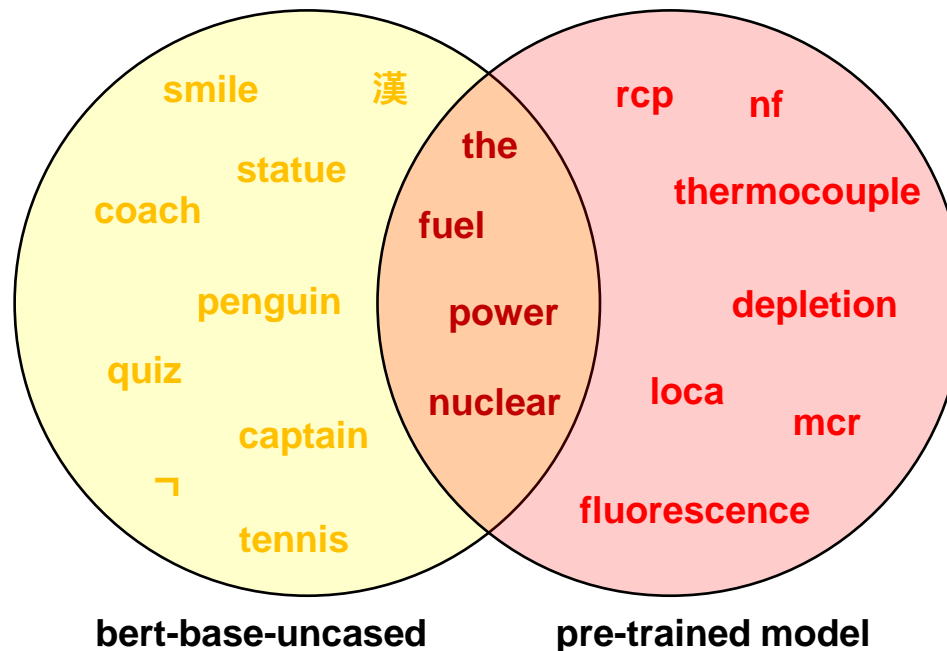 smile
漢
statue
coach
penguin
quiz
captain
ㄱ
tennis
the
fuel
power
nuclear
rcp
nf
thermocouple
depletion
loca
mcr
fluorescence
bert-base-uncased
pre-trained model